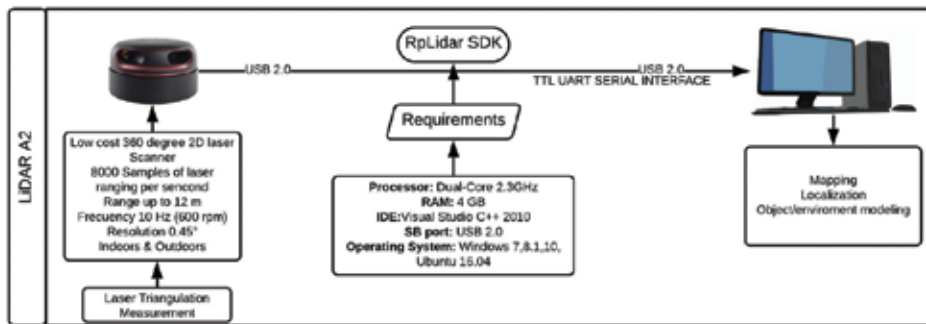 LiDAR A2
USB 2.0
RpLidar SDK
USB 2.0
TTL UART SERIAL INTERFACE
Requirements
Low cost 360 degree 2D laser
Scanner
8000 Samples of laser
ranging per sencond
Range up to 12 m
Frecuency 10 Hz (600 rpm)
Resolution 0.45°
Indoors & Outdoors
Laser Triangulation
Measurement
Processor: Dual-Core 2.3GHz
RAM: 4 GB
IDE:Visual Studio C++ 2010
SB port: USB 2.0
Operating System: Windows 7,8.1,10,
Ubuntu 16.04
Mapping
Localization
Object/enviroment modeling